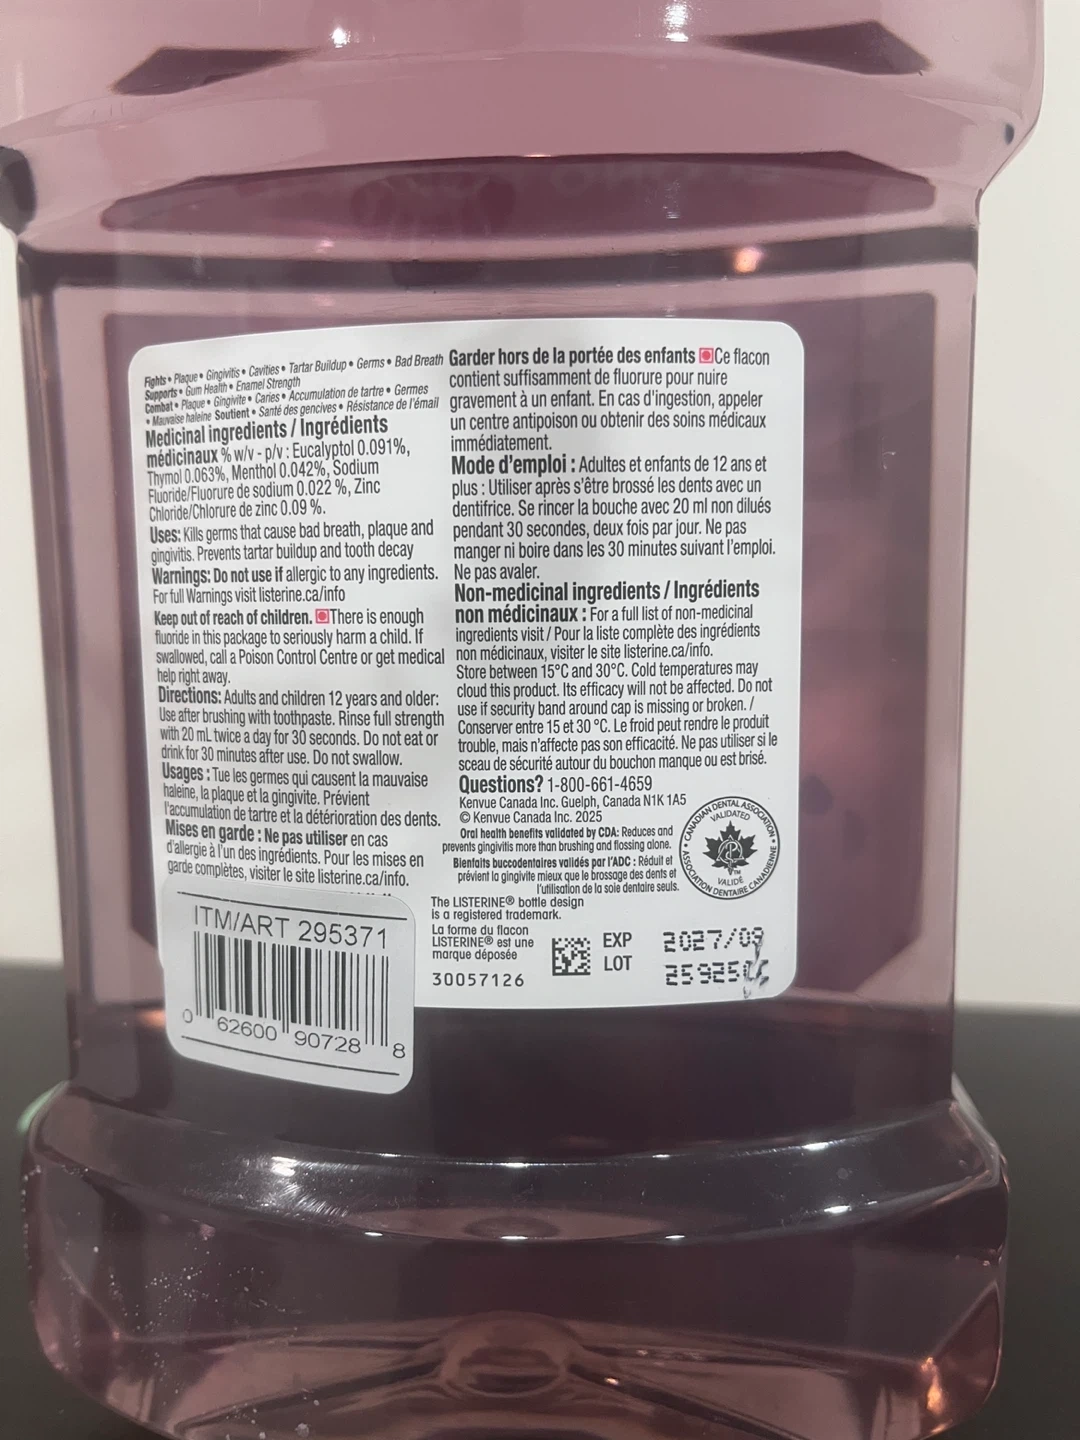 Fights • Plaque • Gingivitis • Cavities • Tartar Buildup • Germs • Bad Breath
Supports • Gum Health • Enamel Strength
Combat • Plaque • Gingivite • Caries • Accumulation de tartre • Germes
• Mauvaise haleine Soutient • Santé des gencives • Résistance de l'émail
Medicinal ingredients / Ingrédients
médicinaux % w/v - p/v : Eucalyptol 0.091%,
Thymol 0.063%, Menthol 0.042%, Sodium
Fluoride/Fluorure de sodium 0.022 %, Zinc
Chloride/Chlorure de zinc 0.09 %.
Uses: Kills germs that cause bad breath, plaque and
gingivitis. Prevents tartar buildup and tooth decay
Warnings: Do not use if allergic to any ingredients.
For full Warnings visit listerine.ca/info
Keep out of reach of children. There is enough
fluoride in this package to seriously harm a child. If
swallowed, call a Poison Control Centre or get medical
help right away.
Directions: Adults and children 12 years and older:
Use after brushing with toothpaste. Rinse full strength
with 20 mL twice a day for 30 seconds. Do not eat or
drink for 30 minutes after use. Do not swallow.
Usages : Tue les germes qui causent la mauvaise
haleine, la plaque et la gingivite. Prévient
l'accumulation de tartre et la détérioration des dents.
Mises en garde : Ne pas utiliser en cas
d'allergie à l'un des ingrédients. Pour les mises en
garde complètes, visiter le site listerine.ca/info.
Garder hors de la portée des enfants Ce flacon
contient suffisamment de fluorure pour nuire
gravement à un enfant. En cas d'ingestion, appeler
un centre antipoison ou obtenir des soins médicaux
immédiatement.
Mode d'emploi : Adultes et enfants de 12 ans et
plus : Utiliser après s'être brossé les dents avec un
dentifrice. Se rincer la bouche avec 20 ml non dilués
pendant 30 secondes, deux fois par jour. Ne pas
manger ni boire dans les 30 minutes suivant l'emploi.
Ne pas avaler.
Non-medicinal ingredients / Ingrédients
non médicinaux : For a full list of non-medicinal
ingredients visit / Pour la liste complète des ingrédients
non médicinaux, visiter le site listerine.ca/info.
Store between 15°C and 30°C. Cold temperatures may
cloud this product. Its efficacy will not be affected. Do not
use if security band around cap is missing or broken. /
Conserver entre 15 et 30 °C. Le froid peut rendre le produit
trouble, mais n'affecte pas son efficacité. Ne pas utiliser si le
sceau de sécurité autour du bouchon manque ou est brisé.
Questions? 1-800-661-4659
Kenvue Canada Inc. Guelph, Canada N1K 1A5
© Kenvue Canada Inc. 2025
Oral health benefits validated by CDA: Reduces and
prevents gingivitis more than brushing and flossing alone.
Bienfaits buccodentaires validés par l'ADC : Réduit et
prévient la gingivite mieux que le brossage des dents et
l'utilisation de la soie dentaire seuls.
CANADIAN DENTAL ASSOCIATION
VALIDATED
VALIDÉ
ASSOCIATION DENTAIRE CANADIENNE
The LISTERINE® bottle design
is a registered trademark.
La forme du flacon
LISTERINE® est une
marque déposée
30057126
EXP 2027/09
LOT 25925
ITM/ART 295371
0 62600 90728 8